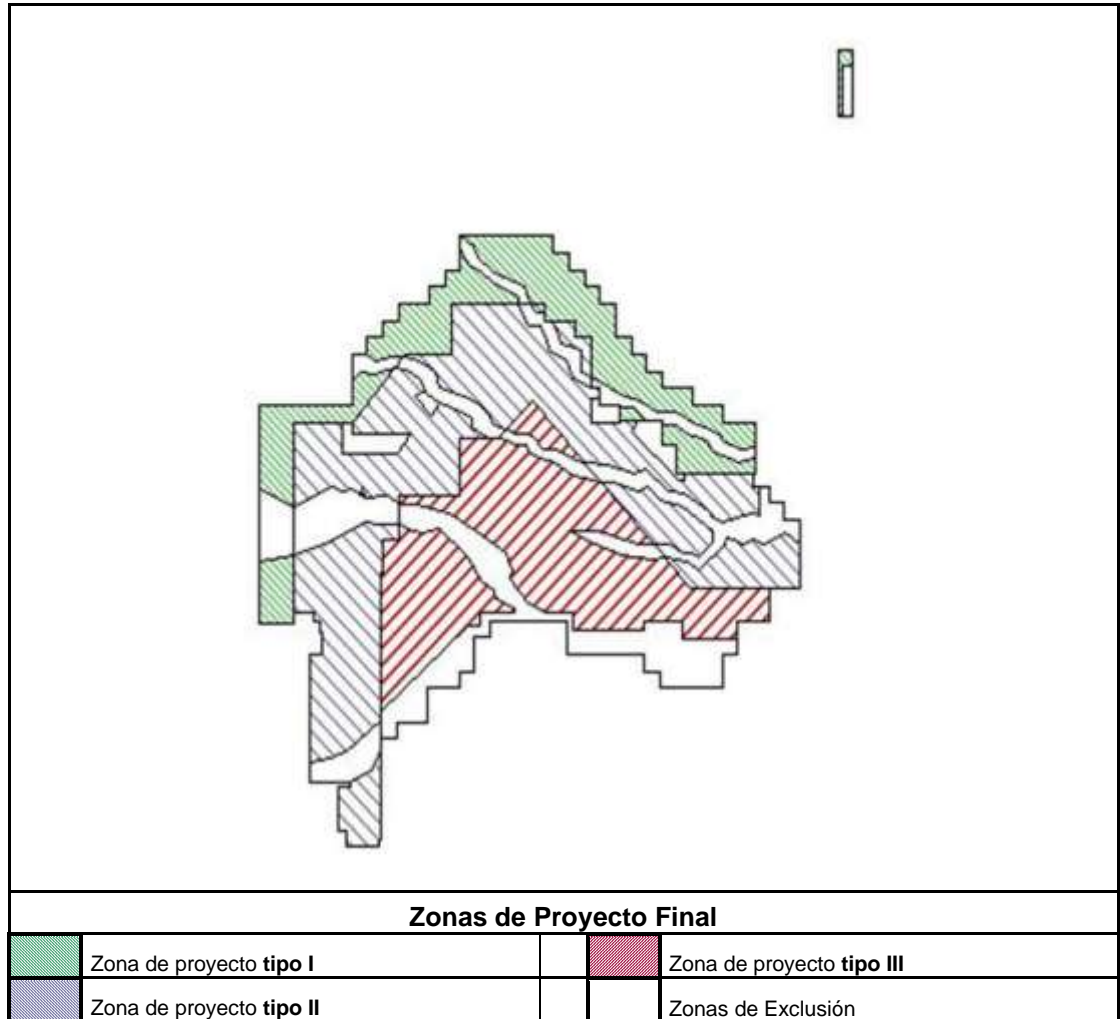 Zonas de Proyecto Final
Zona de proyecto tipo I
Zona de proyecto tipo III
Zona de proyecto tipo II
Zonas de Exclusión